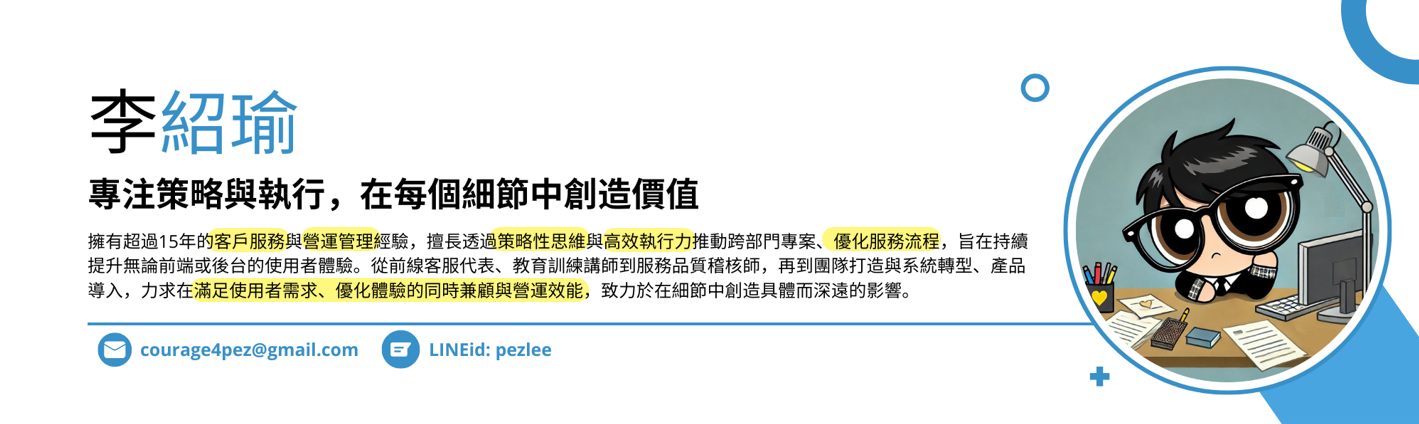 李紹瑜
專注策略與執行，在每個細節中創造價值
擁有超過15年的客戶服務與營運管理經驗，擅長透過策略性思維與高效執行力推動跨部門專案、優化服務流程，旨在持續
提升無論前端或後台的使用者體驗。從前線客服代表、教育訓練講師到服務品質稽核師，再到團隊打造與系統轉型、產品
導入，力求在滿足使用者需求、優化體驗的同時兼顧與營運效能，致力於在細節中創造具體而深遠的影響。
courage4pez@gmail.com LINEid: pezlee